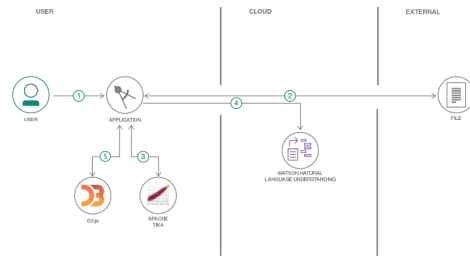 USER
CLOUD
EXTERNAL
1
2
4
USER
APPLICATION
FILE
5
3
WATSON NATURAL
LANGUAGE UNDERSTANDING
D3.js
APACHE
TIKA